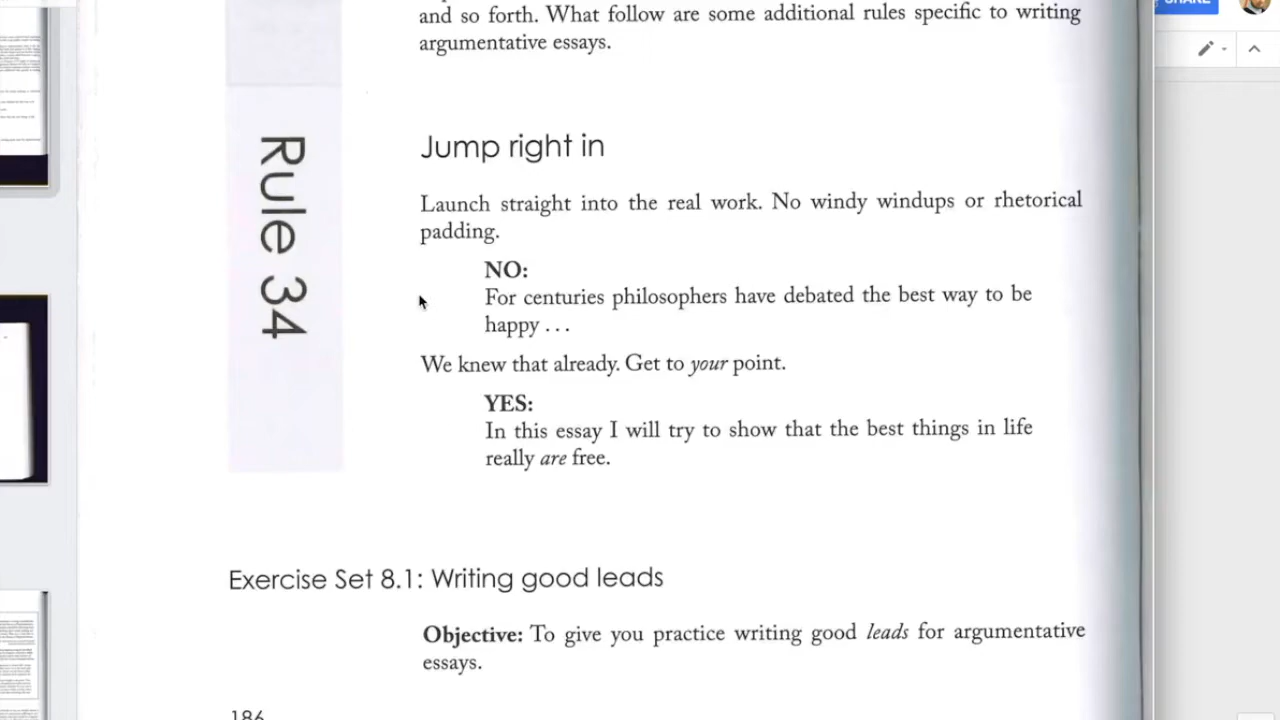 and so forth. What follow are some additional rules specific to writing
argumentative essays.
SHARE
Rule 34
Jump right in
Launch straight into the real work. No windy windups or rhetorical
padding.
NO:
For centuries philosophers have debated the best way to be
happy . . .
We knew that already. Get to your point.
YES:
In this essay I will try to show that the best things in life
really are free.
Exercise Set 8.1: Writing good leads
Objective: To give you practice writing good leads for argumentative
essays.
186